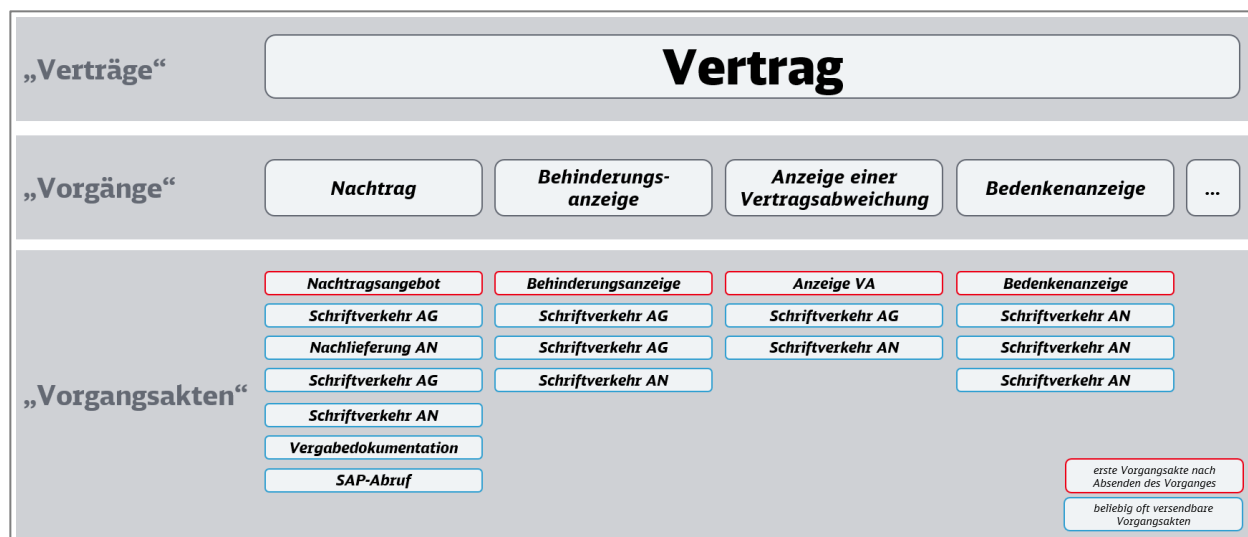 „Verträge“
Vertrag
„Vorgänge“
Nachtrag
Behinderungs-
anzeige
Anzeige einer
Vertragsabweichung
Bedenkenanzeige
...
„Vorgangsakten“
Nachtragsangebot
Schriftverkehr AG
Nachlieferung AN
Schriftverkehr AG
Schriftverkehr AN
Vergabedokumentation
SAP-Abruf
Behinderungsanzeige
Schriftverkehr AG
Schriftverkehr AG
Schriftverkehr AN
Anzeige VA
Schriftverkehr AG
Schriftverkehr AN
Bedenkenanzeige
Schriftverkehr AN
Schriftverkehr AN
Schriftverkehr AN
erste Vorgangsakte nach
Absenden des Vorganges
beliebig oft versendbare
Vorgangsakten